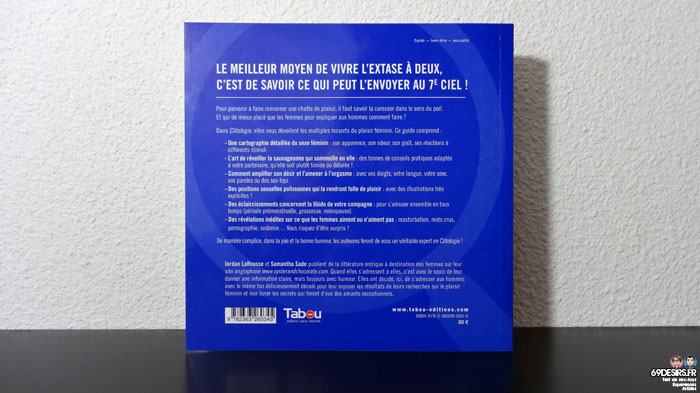 Santé – bien-être – sexualité
LE MEILLEUR MOYEN DE VIVRE L'EXTASE À DEUX,
C'EST DE SAVOIR CE QUI PEUT L'ENVOYER AU 7E CIEL !
Pour parvenir à faire ronronner une chatte de plaisir, il faut savoir la caresser dans le sens du poil.
Et qui de mieux placé que les femmes pour expliquer aux hommes comment faire ?
Dans Clitologie, elles vous dévoilent les multiples ressorts du plaisir féminin. Ce guide comprend :
- Une cartographie détaillée du sexe féminin : son apparence, son odeur, son goût, ses réactions à
différents stimuli
- L'art de réveiller la sauvageonne qui sommeille en elle : des tonnes de conseils pratiques adaptés
à votre partenaire, qu'elle soit plutôt timide ou délurée !
- Comment amplifier son désir et l'amener à l'orgasme : avec vos doigts, votre langue, votre sexe,
vos paroles ou des sex-toys
- Des positions sexuelles polissonnes qui la rendront folle de plaisir : avec des illustrations très
explicites !
- Des éclaircissements concernant la libido de votre compagne : pour s'amuser ensemble en tous
temps (période prémenstruelle, grossesse, ménopause).
- Des révélations inédites sur ce que les femmes aiment ou n'aiment pas : masturbation, mots crus,
pornographie, sodomie... Vous risquez d'être surpris !
De manière complice, dans la joie et la bonne humeur, les auteures feront de vous un véritable expert en Clitologie !
Jordan LaRousse et Samantha Sade publient de la littérature érotique à destination des femmes sur leur
site anglophone www.oysterandchocolate.com. Quand elles s'adressent à elles, c'est avec le souci de leur
donner une information claire, mais toujours avec humour. Elles ont décidé, ici, de s'adresser aux hommes
avec le même ton délicieusement décalé pour leur exposer les résultats de leurs recherches sur le plaisir
féminin et leur livrer les secrets qui feront d'eux des amants exceptionnels.
www.tabou-editions.com
20 €
9 782363 260345
Tabou
éditeur sans interdit
69DESIRS.FR
Test de sex-toys
Expériences
Articles